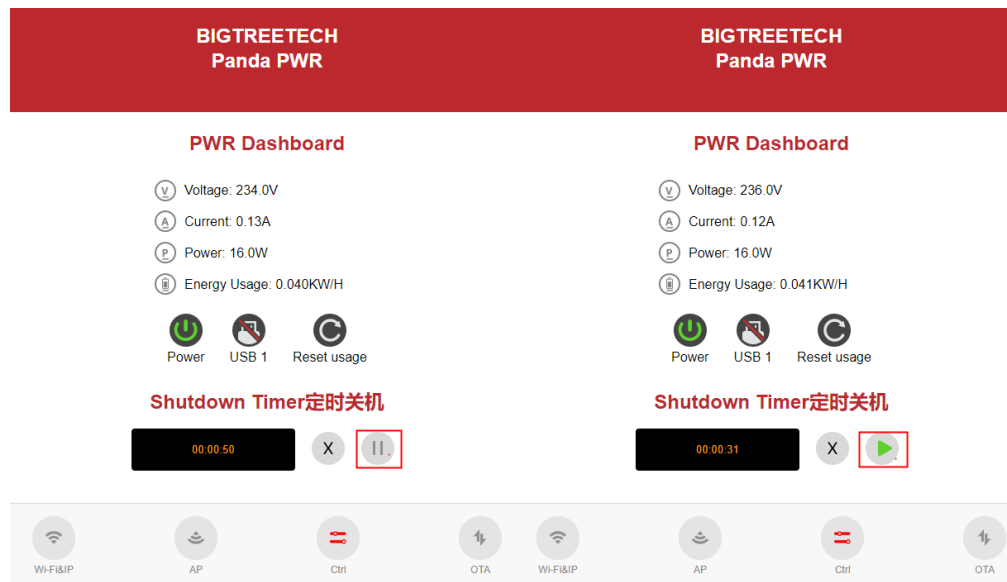 BIGTREETECH
Panda PWR
PWR Dashboard
V Voltage: 234.0V
A Current: 0.13A
P Power: 16.0W
Energy Usage: 0.040KW/H
Power USB 1 Reset usage
Shutdown Timer定时关机
00:00:50 X
Wi-Fi&IP AP Ctrl OTA
BIGTREETECH
Panda PWR
PWR Dashboard
V Voltage: 236.0V
A Current: 0.12A
P Power: 16.0W
Energy Usage: 0.041KW/H
Power USB 1 Reset usage
Shutdown Timer定时关机
00:00:31 X
Wi-Fi&IP AP Ctrl OTA